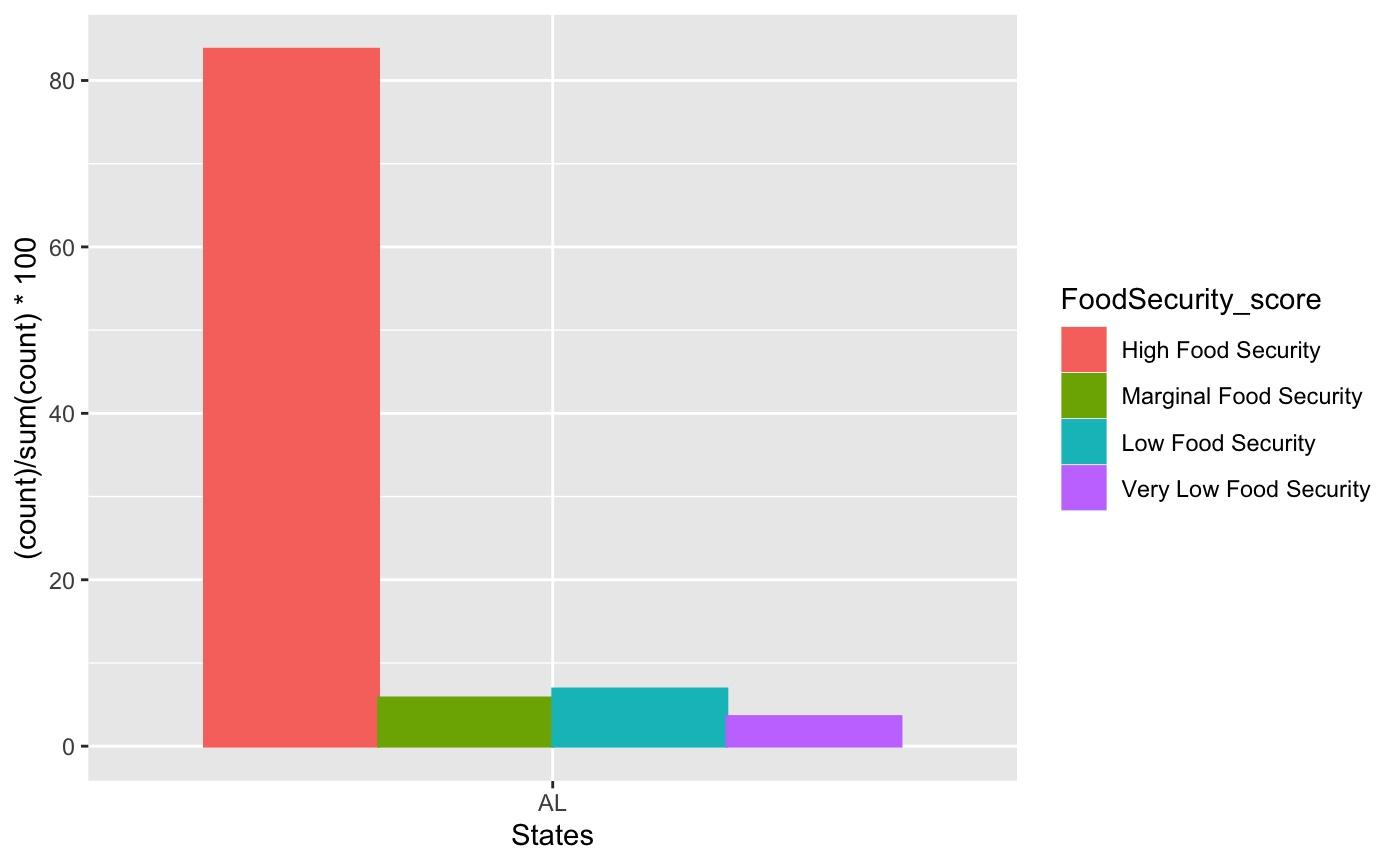 (count)/sum(count) * 100
80
60
40
20
0
AL
States
FoodSecurity_score
High Food Security
Marginal Food Security
Low Food Security
Very Low Food Security